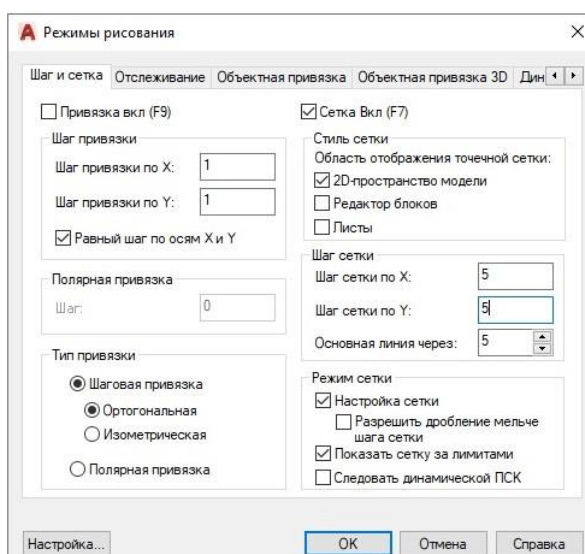 Режимы рисования
Шаг и сетка Отслеживание Объектная привязка Объектная привязка 3D Дин
Привязка вкл (F9)
Шаг привязки
Шаг привязки по X: 1
Шаг привязки по Y: 1
Равный шаг по осям X и Y
Полярная привязка
Шаг: 0
Тип привязки
Шаговая привязка
Ортогональная
Изометрическая
Полярная привязка
Сетка Вкл (F7)
Стиль сетки
Область отображения точечной сетки:
2D-пространство модели
Редактор блоков
Листы
Шаг сетки
Шаг сетки по X: 5
Шаг сетки по Y: 5
Основная линия через: 5
Режим сетки
Настройка сетки
Разрешить дробление мельче
шага сетки
Показать сетку за лимитами
Следовать динамической ПСК
Настройка... OK Отмена Справка